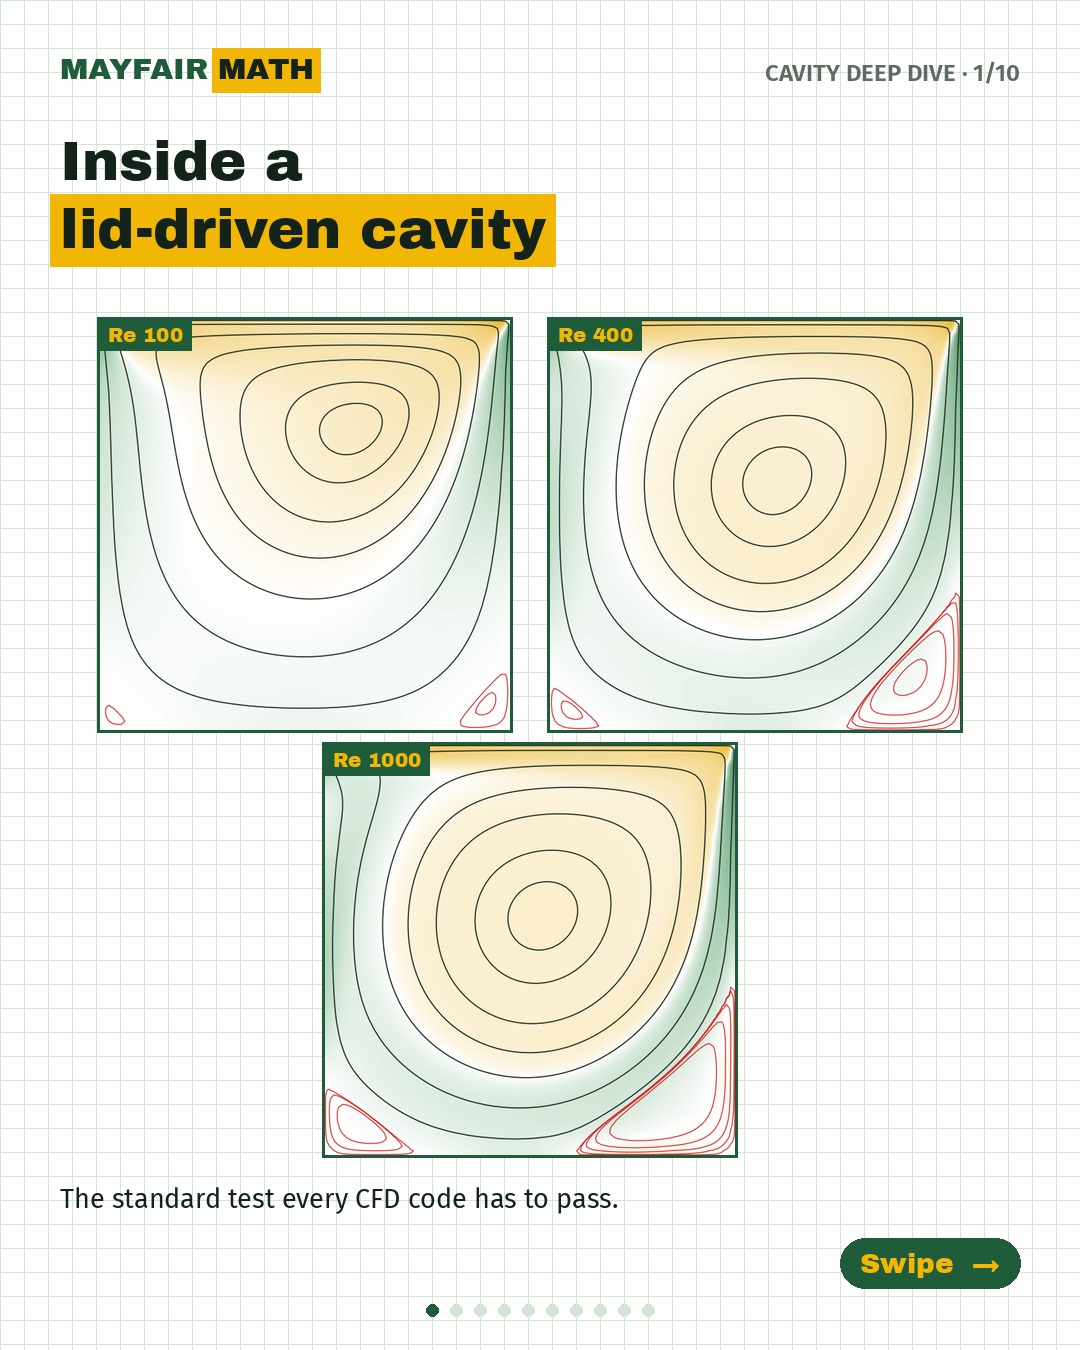 MAYFAIR MATH
CAVITY DEEP DIVE · 1/10
Inside a
lid-driven cavity
Re 100
Re 400
Re 1000
The standard test every CFD code has to pass.
Swipe →